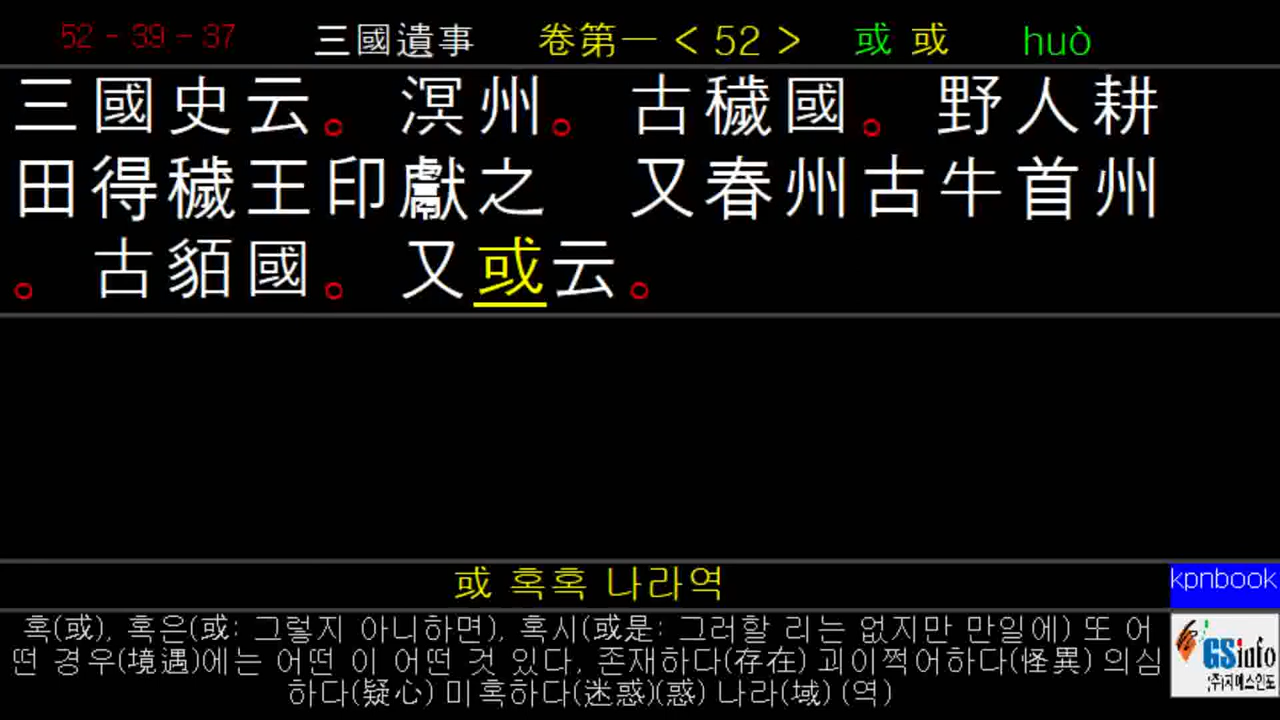 52 - 39 - 37 三國遺事 卷第一 < 52 > 或 或 huò
三國史云。 溟州。 古穢國。 野人耕
田得穢王印獻之 又春州古牛首州
。 古貊國。 又或云。
或 혹혹 나라역
kpnbook
혹(或), 혹은(或: 그렇지 아니하면), 혹시(或是: 그러할 리는 없지만 만일에) 또 어
떤 경우(境遇)에는 어떤 이 어떤 것 있다, 존재하다(存在) 괴이쩍어하다(怪異) 의심
하다(疑心) 미혹하다(迷惑)(惑) 나라(域) (역)
GSinfo
(주)지에스인포